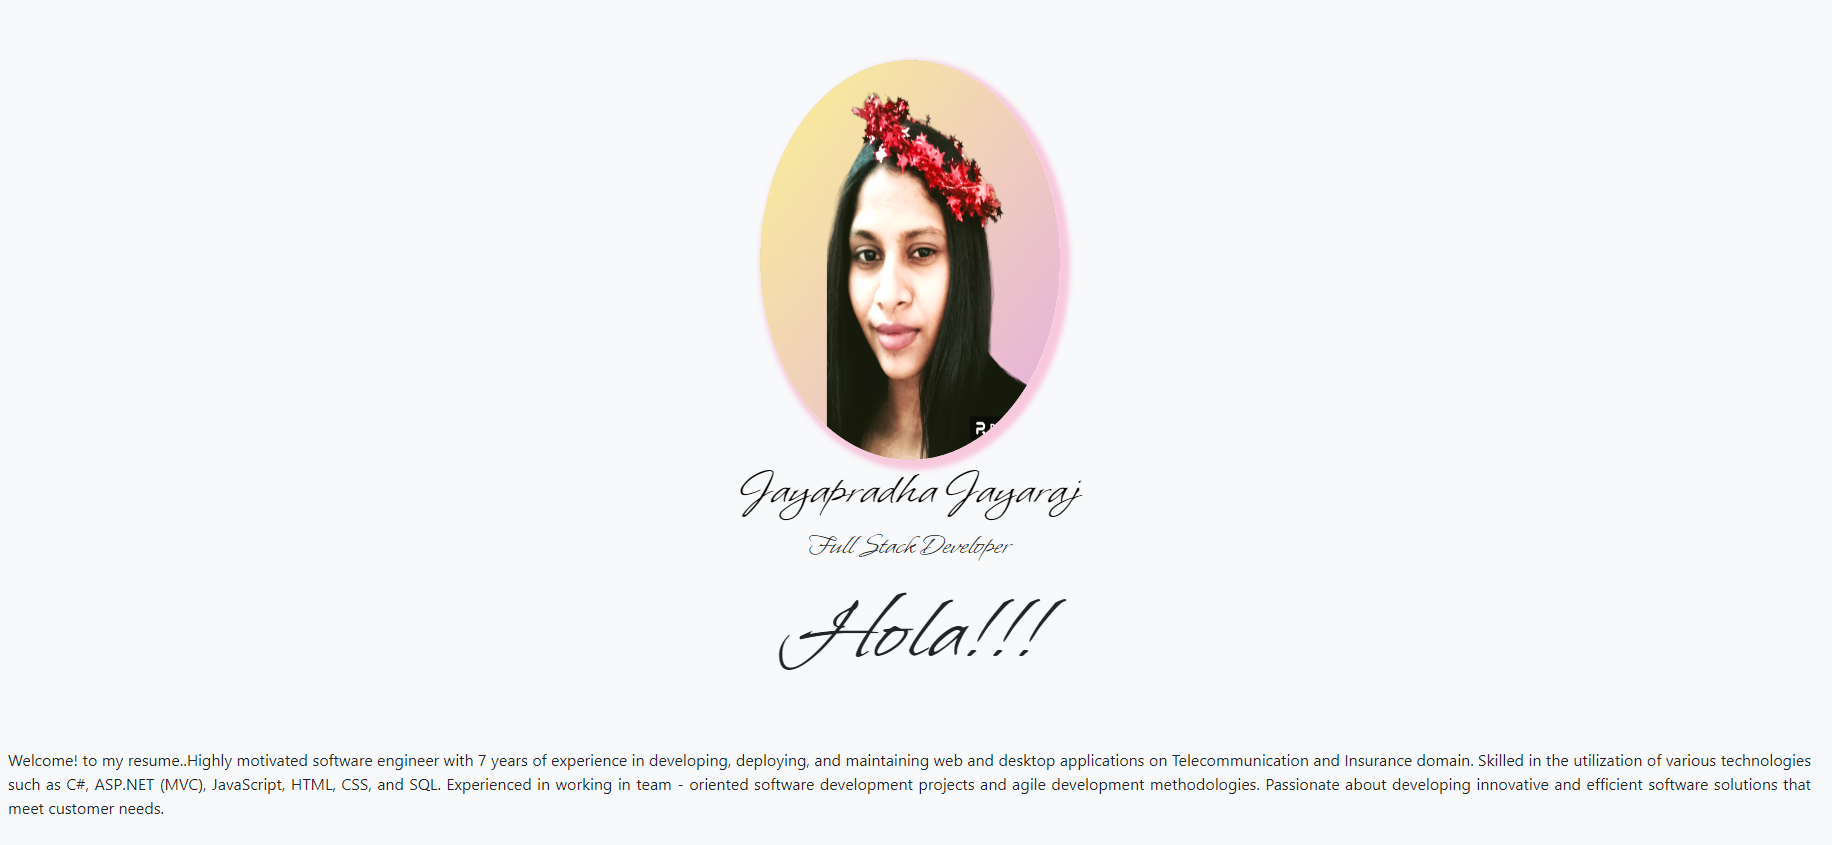 R
Jayapradha Jayaraj
Full Stack Developer
Hola!!!
Welcome! to my resume..Highly motivated software engineer with 7 years of experience in developing, deploying, and maintaining web and desktop applications on Telecommunication and Insurance domain. Skilled in the utilization of various technologies
such as C#, ASP.NET (MVC), JavaScript, HTML, CSS, and SQL. Experienced in working in team - oriented software development projects and agile development methodologies. Passionate about developing innovative and efficient software solutions that
meet customer needs.